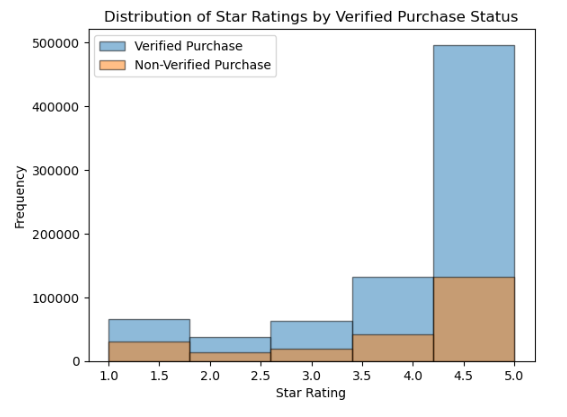 Distribution of Star Ratings by Verified Purchase Status
Verified Purchase
Non-Verified Purchase
500000
400000
300000
200000
100000
0
Frequency
1.0 1.5 2.0 2.5 3.0 3.5 4.0 4.5 5.0
Star Rating